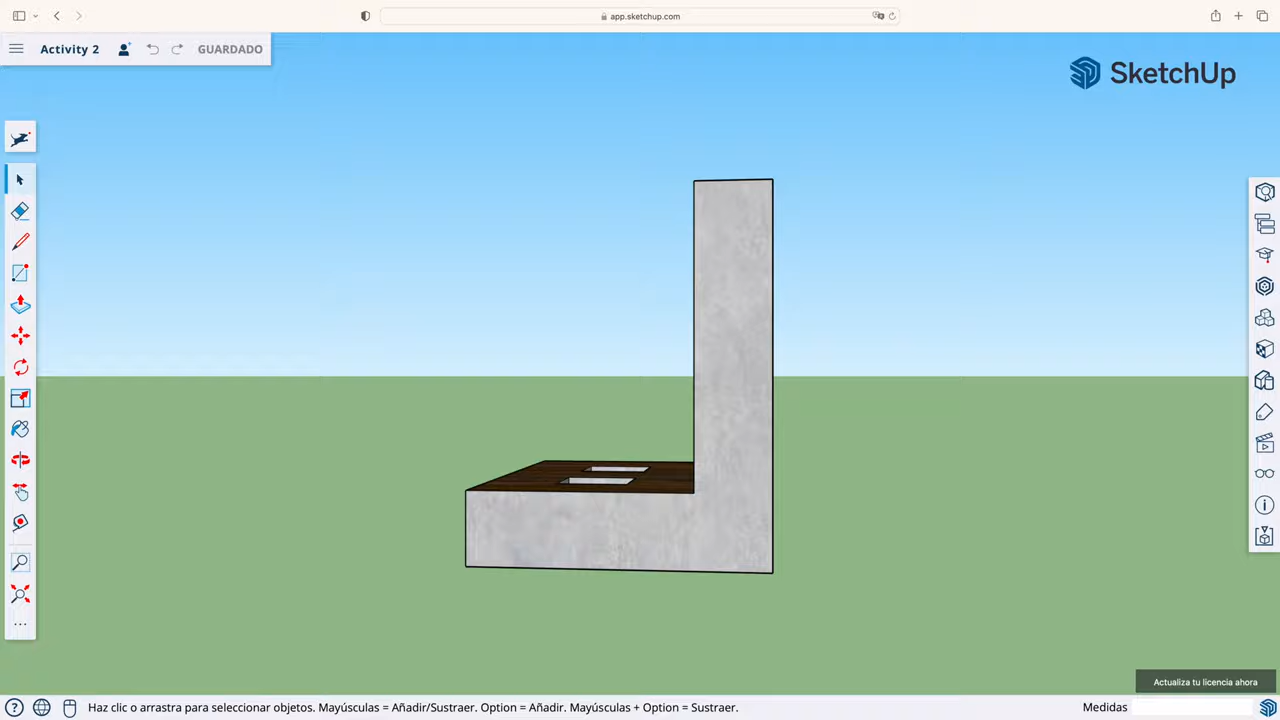 app.sketchup.com
Activity 2
GUARDADO
SketchUp
Actualiza tu licencia ahora
Haz clic o arrastra para seleccionar objetos. Mayúsculas = Añadir/Sustraer. Option = Añadir. Mayúsculas + Option = Sustraer.
Medidas